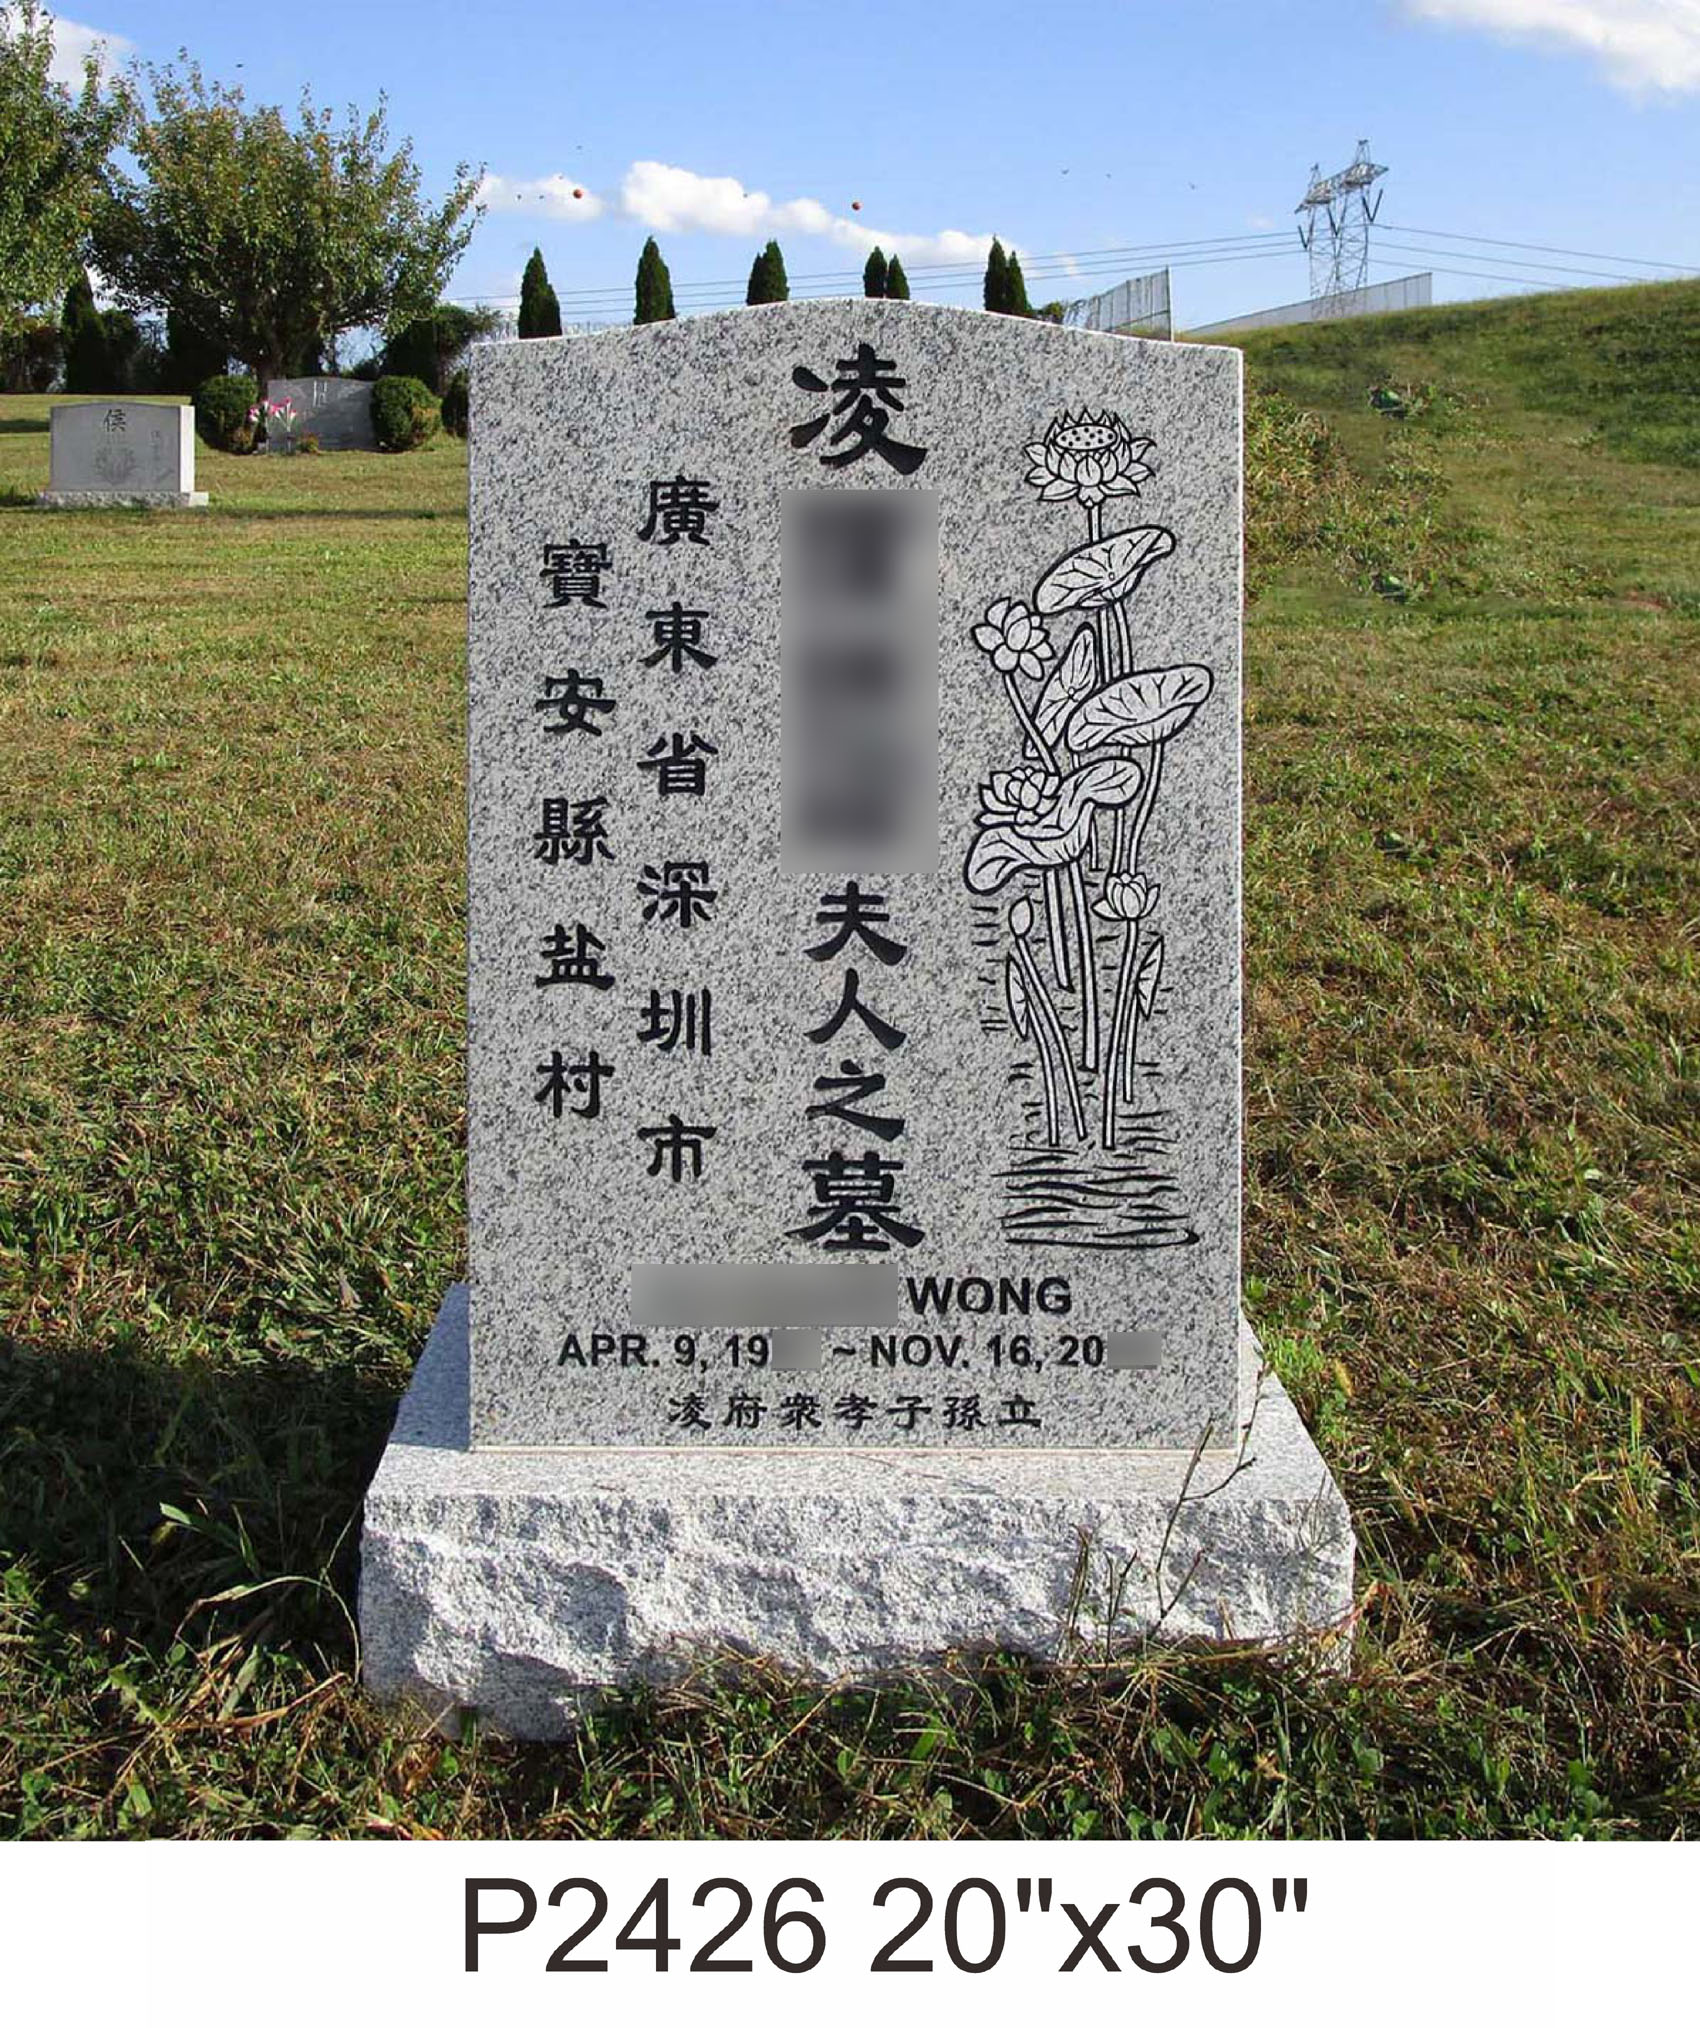 凌
夫人之墓
廣東省深圳市
寶安縣盐村
WONG
APR. 9, 19 ~ NOV. 16, 20
凌府衆孝子孫立
侯
P2426 20"x30"